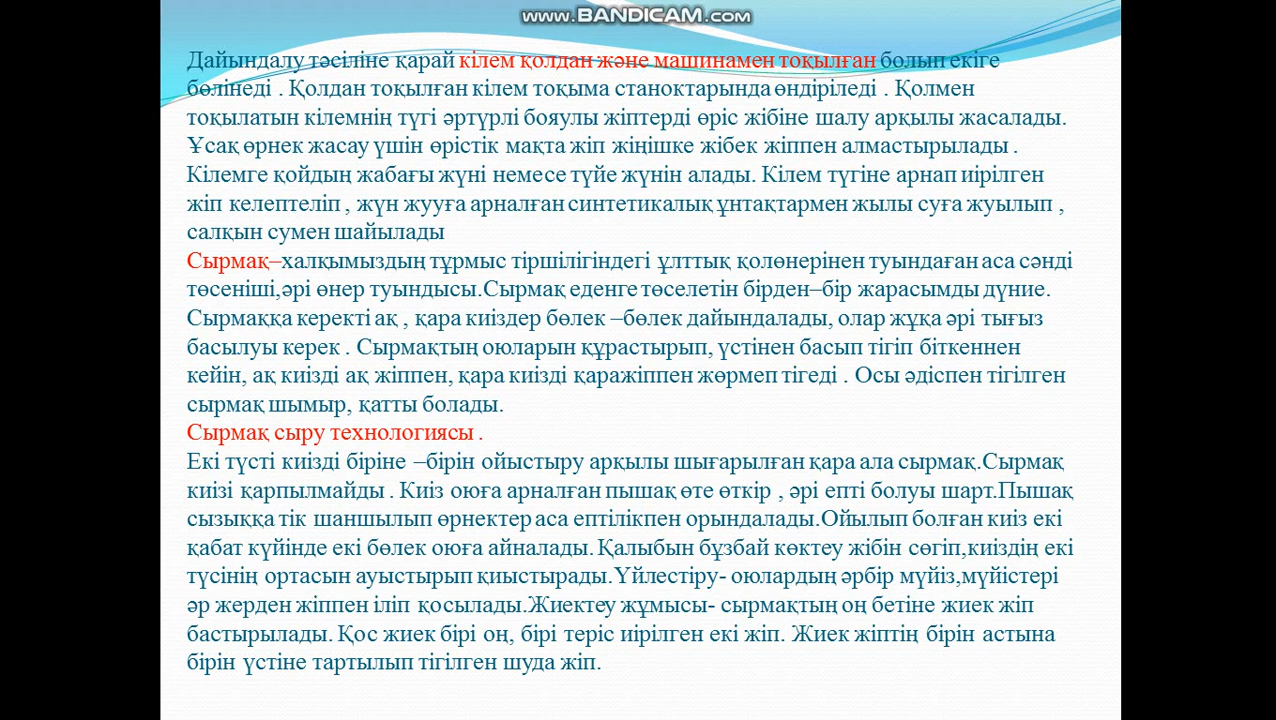 www.BANDICAM.com
Дайындалу тәсіліне қарай кілем қолдан және машинамен тоқылған болып екіге
бөлінеді . Қолдан тоқылған кілем тоқыма станоктарында өндіріледі . Қолмен
тоқылатын кілемнің түгі әртүрлі бояулы жіптерді өріс жібіне шалу арқылы жасалады.
Ұсақ өрнек жасау үшін өрістік мақта жіп жіңішке жібек жіппен алмастырылады .
Кілемге қойдың жабағы жүні немесе түйе жүнін алады. Кілем түгіне арнап иірілген
жіп келептеліп , жүн жууға арналған синтетикалық ұнтақтармен жылы суға жуылып ,
салқын сумен шайылады
Сырмақ–халқымыздың тұрмыс тіршілігіндегі ұлттық қолөнерінен туындаған аса сәнді
төсеніші,әрі өнер туындысы.Сырмақ еденге төселетін бірден–бір жарасымды дүние.
Сырмаққа керекті ақ , қара киіздер бөлек –бөлек дайындалады, олар жұқа әрі тығыз
басылуы керек . Сырмақтың оюларын құрастырып, үстінен басып тігіп біткеннен
кейін, ақ киізді ақ жіппен, қара киізді қаражіппен жөрмеп тігеді . Осы әдіспен тігілген
сырмақ шымыр, қатты болады.
Сырмақ сыру технологиясы .
Екі түсті киізді біріне –бірін ойыстыру арқылы шығарылған қара ала сырмақ.Сырмақ
киізі қарпылмайды . Киіз оюға арналған пышақ өте өткір , әрі епті болуы шарт.Пышақ
сызыққа тік шаншылып өрнектер аса ептілікпен орындалады.Ойылып болған киіз екі
қабат күйінде екі бөлек оюға айналады. Қалыбын бұзбай көктеу жібін сөгіп,киіздің екі
түсінің ортасын ауыстырып қиыстырады.Үйлестіру- оюлардың әрбір мүйіз,мүйістері
әр жерден жіппен іліп қосылады.Жиектеу жұмысы- сырмақтың оң бетіне жиек жіп
бастырылады. Қос жиек бірі оң, бірі теріс иірілген екі жіп. Жиек жіптің бірін астына
бірін үстіне тартылып тігілген шуда жіп.